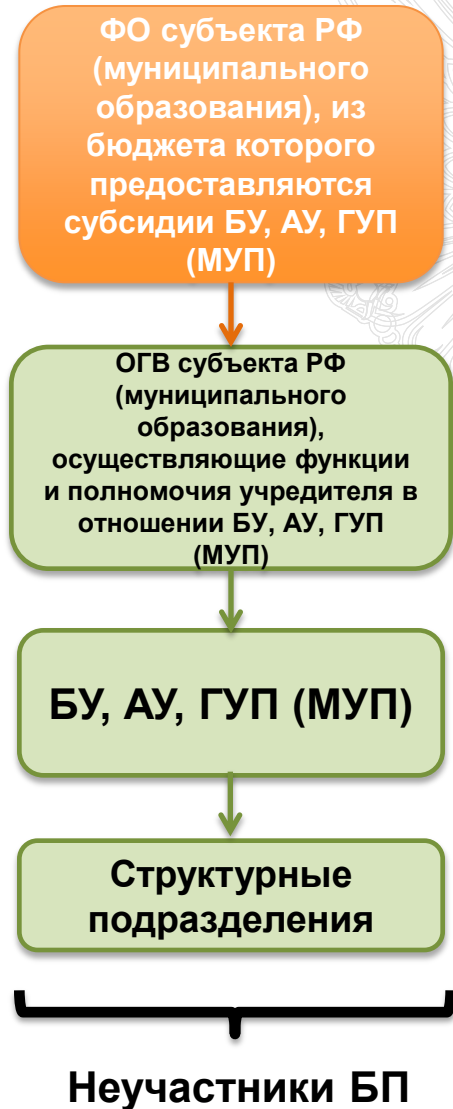 ФО субъекта РФ
(муниципального
образования), из
бюджета которого
предоставляются
субсидии БУ, АУ, ГУП
(МУП)
ОГВ субъекта РФ
(муниципального
образования),
осуществляющие функции
и полномочия учредителя в
отношении БУ, АУ, ГУП
(МУП)
БУ, АУ, ГУП (МУП)
Структурные
подразделения
Неучастники БП